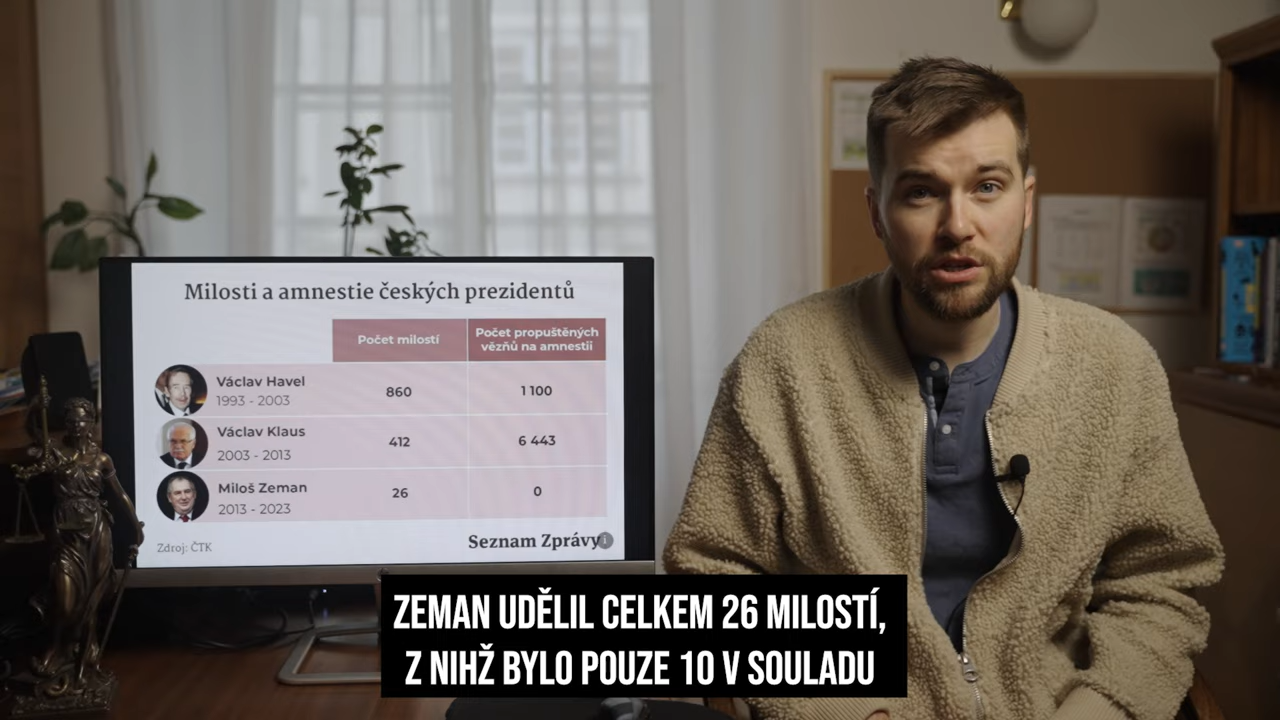 Milosti a amnestie českých prezidentů
Počet milostí
Počet propuštěných
vězňů na amnestii
Václav Havel
1993 - 2003
860
1 100
Václav Klaus
2003 - 2013
412
6 443
Miloš Zeman
2013 - 2023
26
0
Zdroj: ČTK
Seznam Zprávy
ZEMAN UDĚLIL CELKEM 26 MILOSTÍ,
Z NIHŽ BYLO POUZE 10 V SOULADU